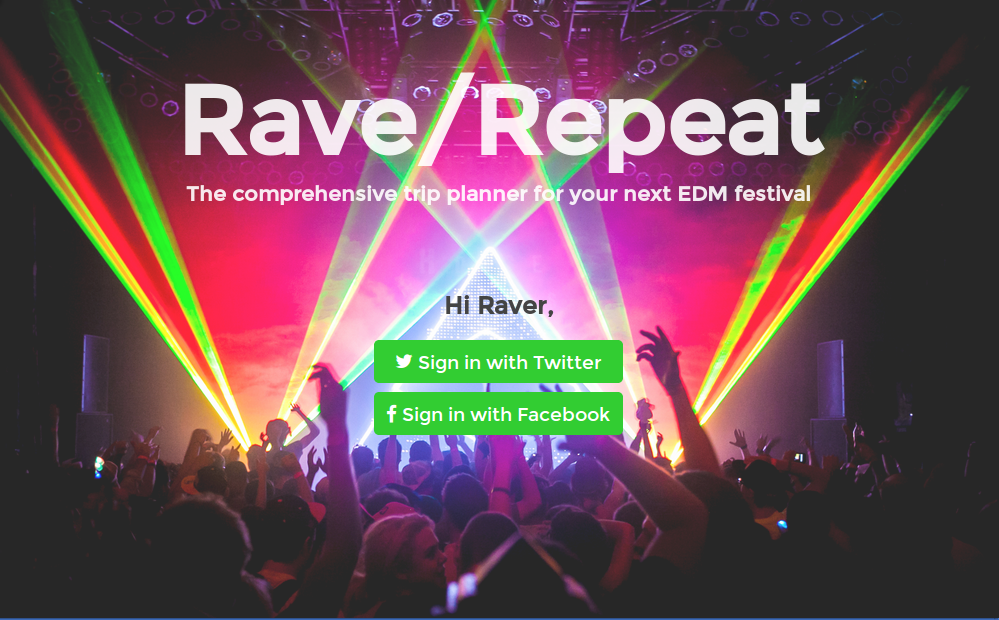 Rave/Repeat
The comprehensive trip planner for your next EDM festival
Hi Raver,
Sign in with Twitter
Sign in with Facebook